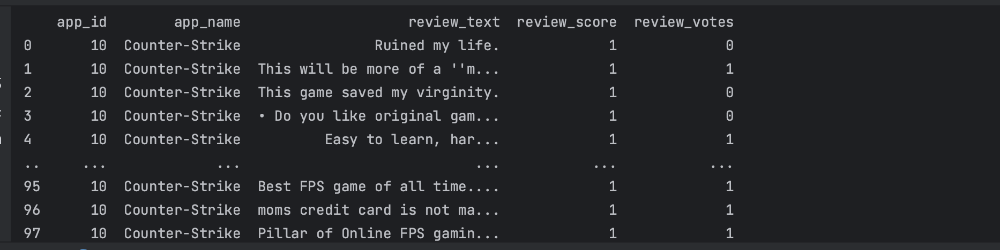 app_id app_name review_text review_score review_votes
0 10 Counter-Strike Ruined my life. 1 0
1 10 Counter-Strike This will be more of a ''m... 1 1
2 10 Counter-Strike This game saved my virginity. 1 0
3 10 Counter-Strike • Do you like original gam... 1 0
4 10 Counter-Strike Easy to learn, har... 1 1
.. ... ... ... ... ...
95 10 Counter-Strike Best FPS game of all time.... 1 1
96 10 Counter-Strike moms credit card is not ma... 1 1
97 10 Counter-Strike Pillar of Online FPS gamin... 1 1